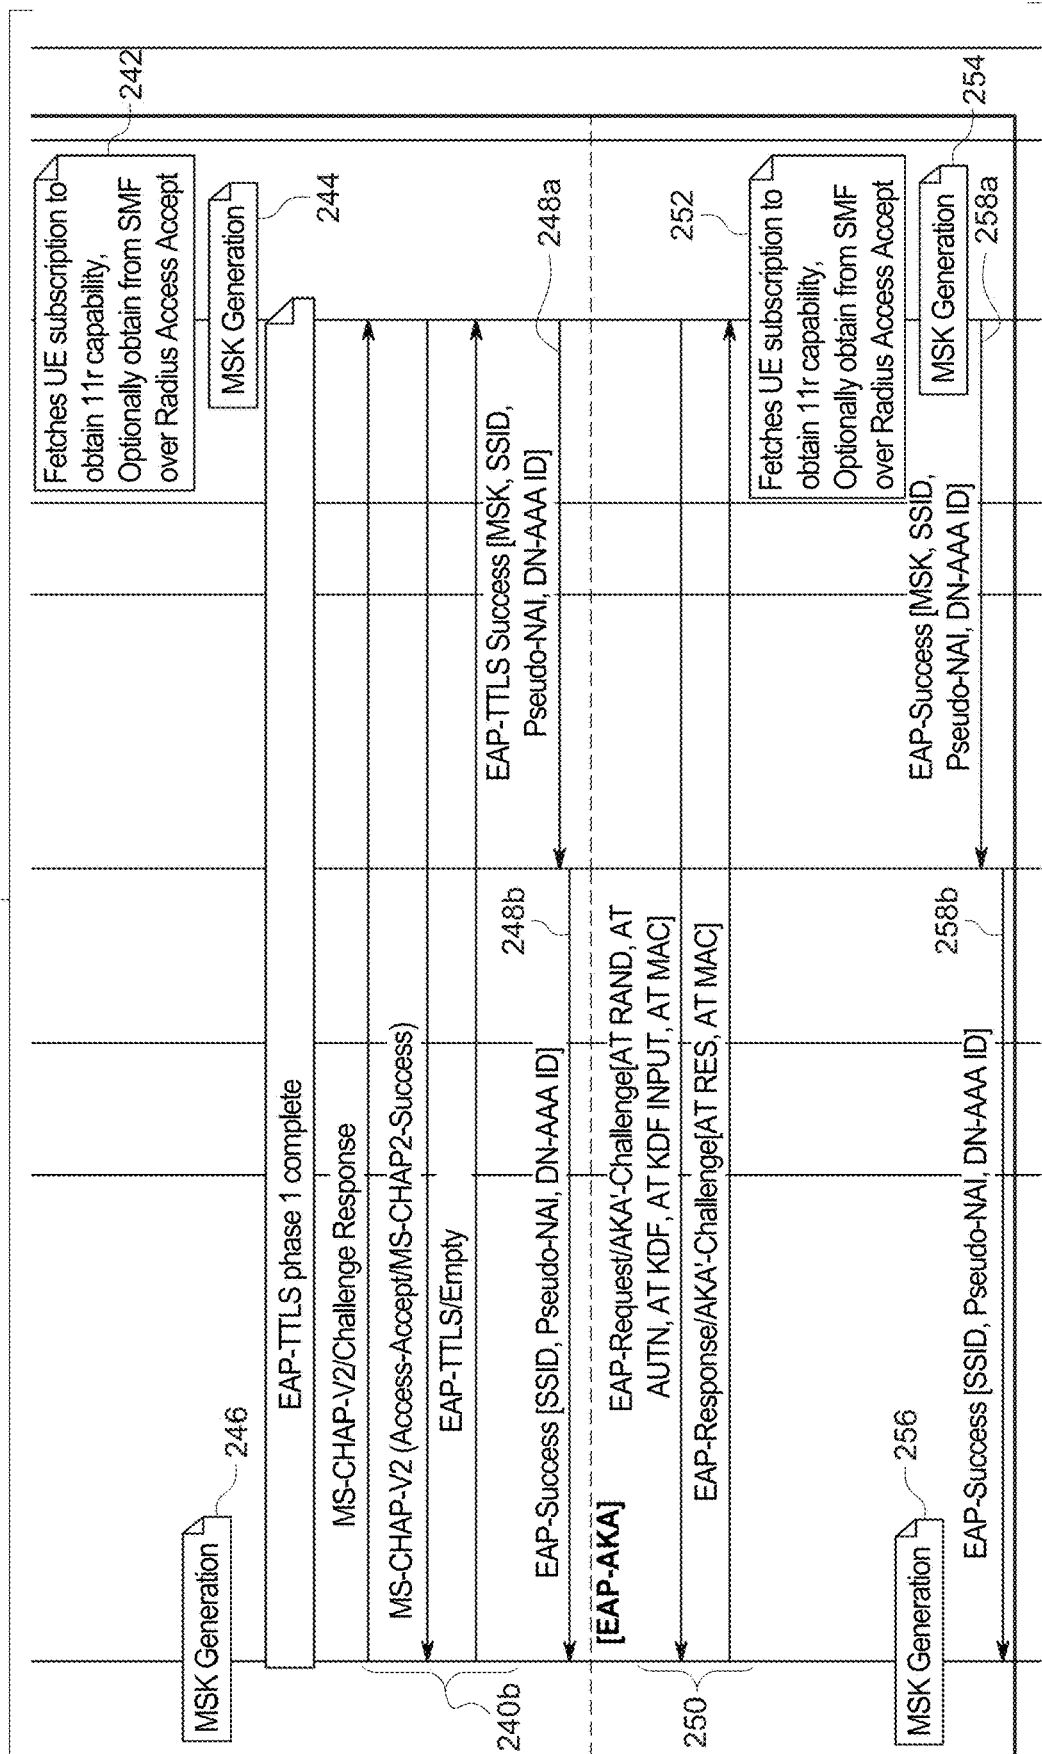 242
Fetches UE subscription to
obtain 11r capability,
Optionally obtain from SMF
over Radius Access Accept
MSK Generation
244
MSK Generation
246
EAP-TTLS phase 1 complete
MS-CHAP-V2/Challenge Response
MS-CHAP-V2 (Access-Accept/MS-CHAP2-Success)
EAP-TTLS/Empty
240b
EAP-TTLS Success [MSK, SSID,
Pseudo-NAI, DN-AAA ID]
248a
248b
EAP-Success [SSID, Pseudo-NAI, DN-AAA ID]
[EAP-AKA]
EAP-Request/AKA'-Challenge[AT RAND, AT
AUTN, AT KDF, AT KDF INPUT, AT MAC]
EAP-Response/AKA'-Challenge[AT RES, AT MAC]
250
252
Fetches UE subscription to
obtain 11r capability,
Optionally obtain from SMF
over Radius Access Accept
MSK Generation
254
MSK Generation
256
EAP-Success [MSK, SSID,
Pseudo-NAI, DN-AAA ID]
258a
258b
EAP-Success [SSID, Pseudo-NAI, DN-AAA ID]